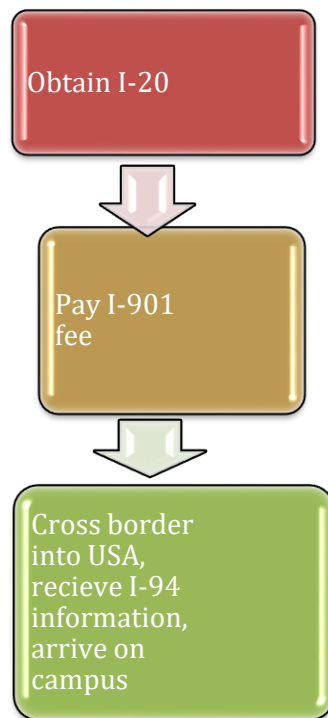 Obtain I-20
Pay I-901
fee
Cross border
into USA,
recieve I-94
information,
arrive on
campus